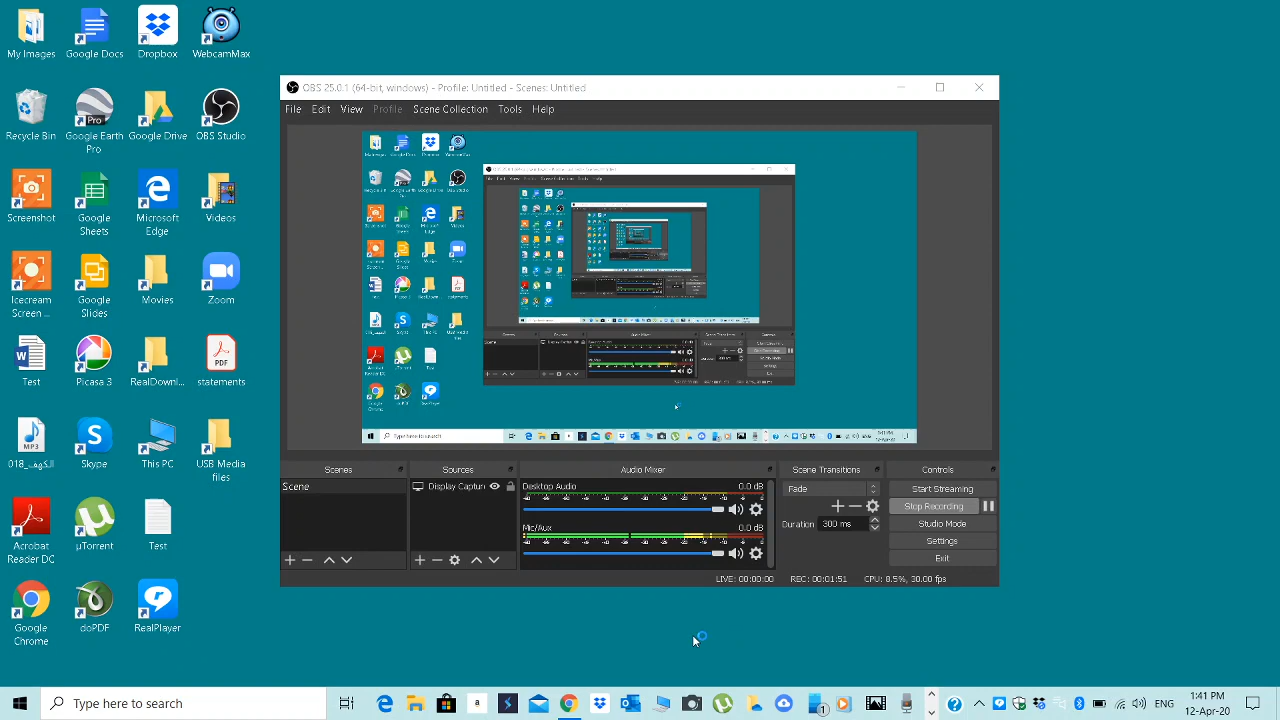 My Images
Google Docs
Dropbox
WebcamMax
Recycle Bin
Google Earth Pro
Google Drive
OBS Studio
Screenshot
Google Sheets
Microsoft Edge
Videos
Icecream Screen ...
Google Slides
Movies
Zoom
Test
Picasa 3
RealDownl...
statements
018_الكهف
Skype
This PC
USB Media files
Acrobat Reader DC
µTorrent
Test
Google Chrome
doPDF
RealPlayer
OBS 25.0.1 (64-bit, windows) - Profile: Untitled - Scenes: Untitled
File Edit View Profile Scene Collection Tools Help
Scenes
Scene
Sources
Display Captur
Audio Mixer
Desktop Audio 0.0 dB
Mic/Aux 0.0 dB
Scene Transitions
Fade
Duration 300 ms
Controls
Start Streaming
Stop Recording
Studio Mode
Settings
Exit
LIVE: 00:00:00 REC: 00:01:51 CPU: 8.5%, 30.00 fps
Type here to search
ENG
1:41 PM
12-Apr-20